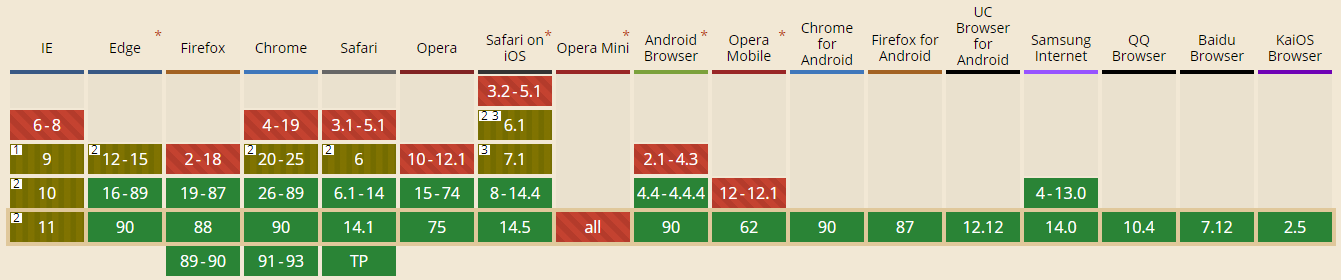 IE Edge * Firefox Chrome Safari Opera Safari on iOS * Opera Mini * Android Browser * Opera Mobile * Chrome for Android Firefox for Android UC Browser for Android Samsung Internet QQ Browser Baidu Browser KaiOS Browser
3.2-5.1
6-8 4-19 3.1-5.1 2 3 6.1
1 9 2 12-15 2-18 2 20-25 2 6 10-12.1 3 7.1 2.1-4.3
2 10 16-89 19-87 26-89 6.1-14 15-74 8-14.4 4.4-4.4.4 12-12.1 4-13.0
2 11 90 88 90 14.1 75 14.5 all 90 62 90 87 12.12 14.0 10.4 7.12 2.5
89-90 91-93 TP